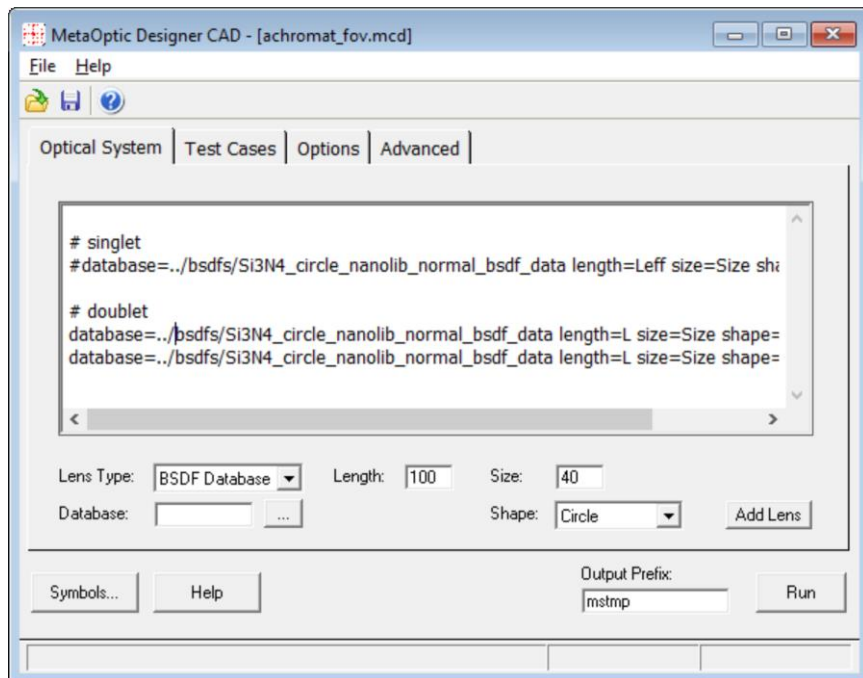 MetaOptic Designer CAD - [achromat_fov.mcd]
File Help
Optical System Test Cases Options Advanced
# singlet
#database=../bsdfs/Si3N4_circle_nanolib_normal_bsdf_data length=Leff size=Size sha
# doublet
database=../bsdfs/Si3N4_circle_nanolib_normal_bsdf_data length=L size=Size shape=
database=../bsdfs/Si3N4_circle_nanolib_normal_bsdf_data length=L size=Size shape=
Lens Type: BSDF Database Length: 100 Size: 40
Database: ... Shape: Circle Add Lens
Output Prefix:
Symbols... Help mstmp Run